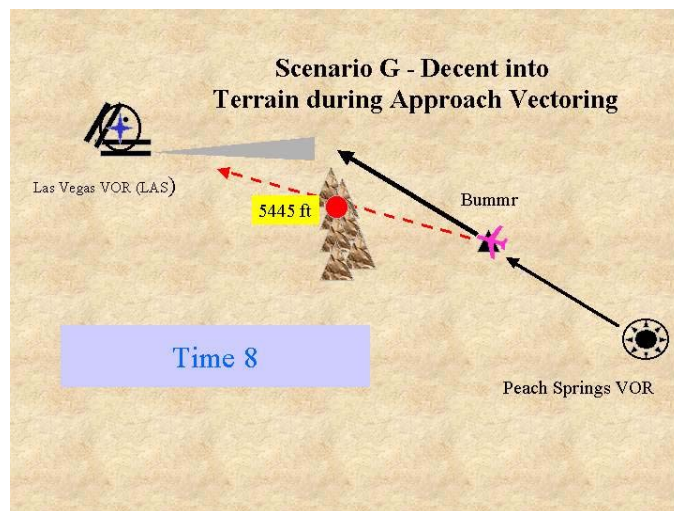 Scenario G - Decent into
Terrain during Approach Vectoring
Las Vegas VOR (LAS)
5445 ft
Bummr
Time 8
Peach Springs VOR